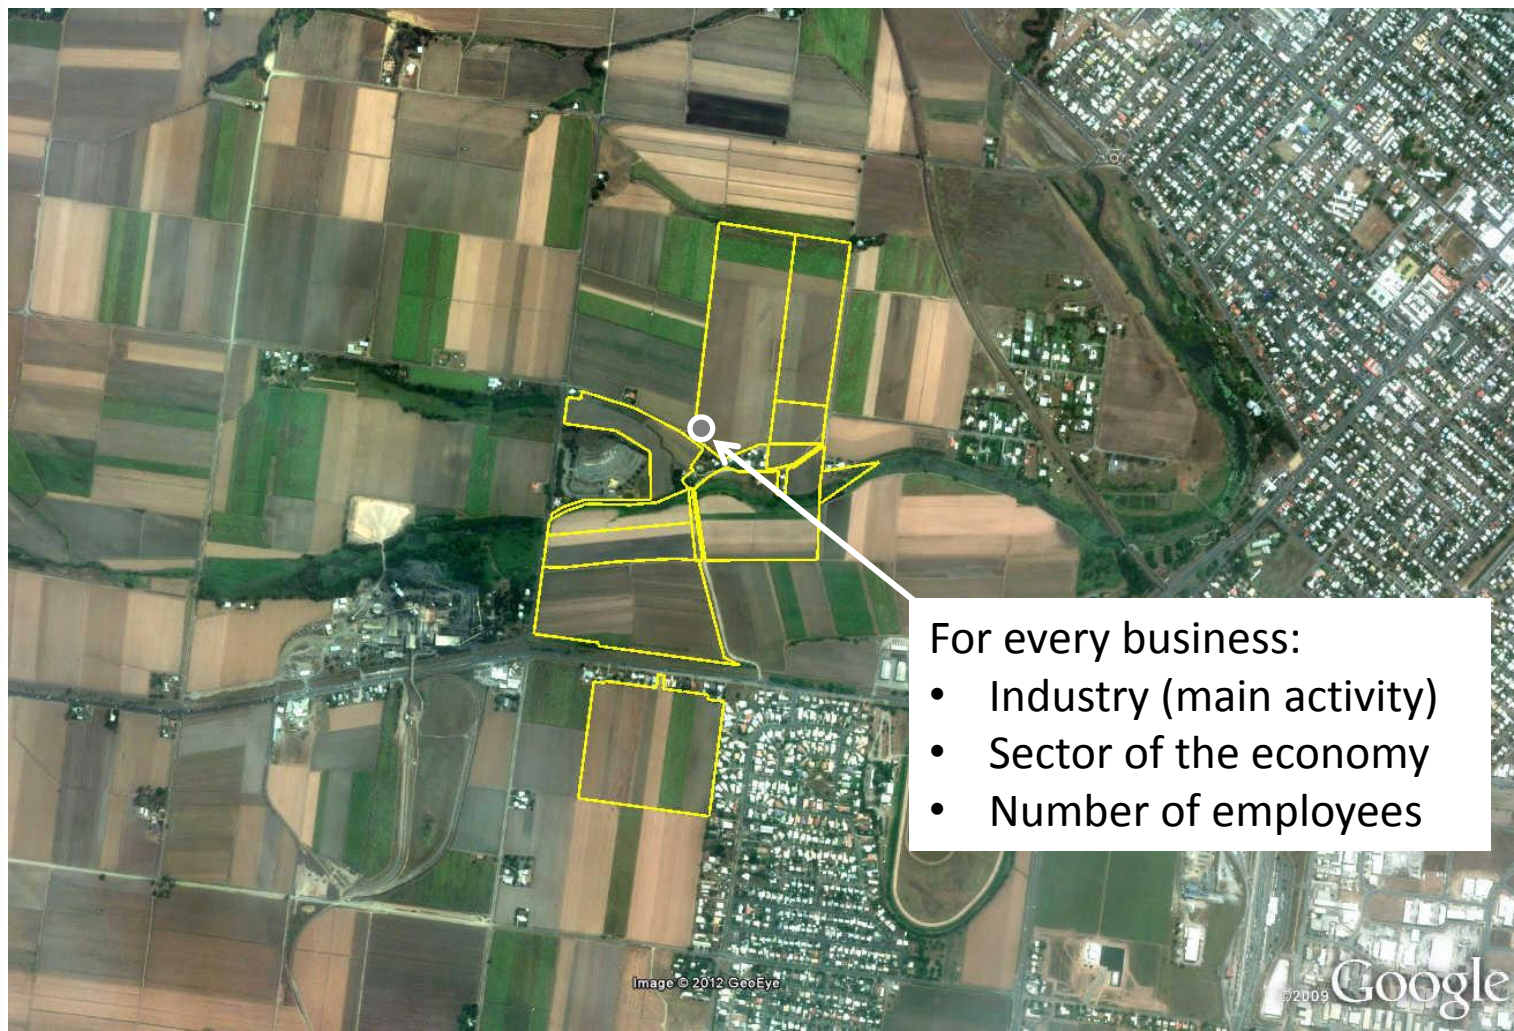 For every business:
• Industry (main activity)
• Sector of the economy
• Number of employees
Image © 2012 GeoEye
©2009 Google